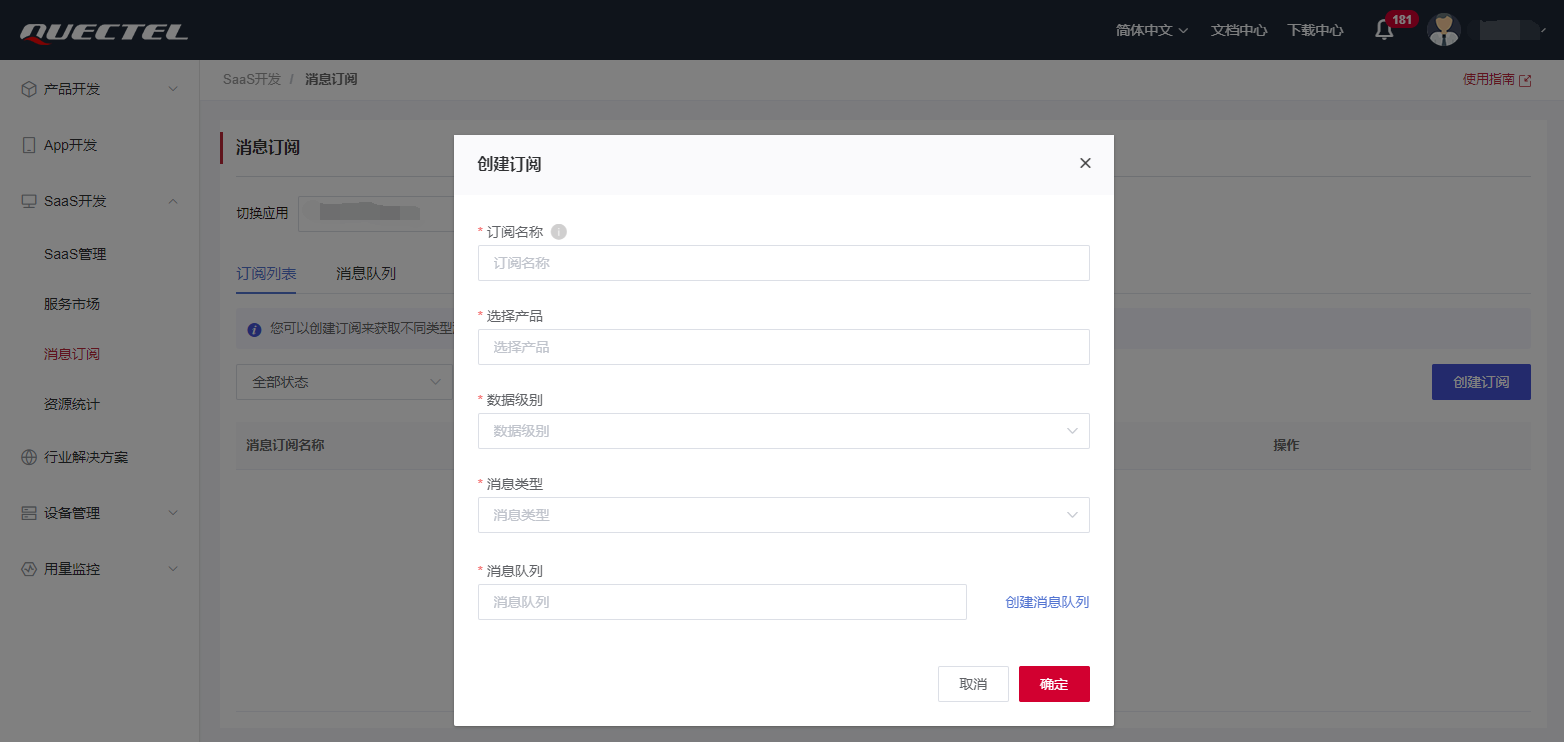 QUECTEL
简体中文
文档中心
下载中心
181
产品开发
App开发
SaaS开发
SaaS管理
服务市场
消息订阅
资源统计
行业解决方案
设备管理
用量监控
SaaS开发 / 消息订阅
使用指南
消息订阅
切换应用
订阅列表
消息队列
您可以创建订阅来获取不同类型
全部状态
创建订阅
消息订阅名称
操作
创建订阅
* 订阅名称
订阅名称
* 选择产品
选择产品
* 数据级别
数据级别
* 消息类型
消息类型
* 消息队列
消息队列
创建消息队列
取消
确定